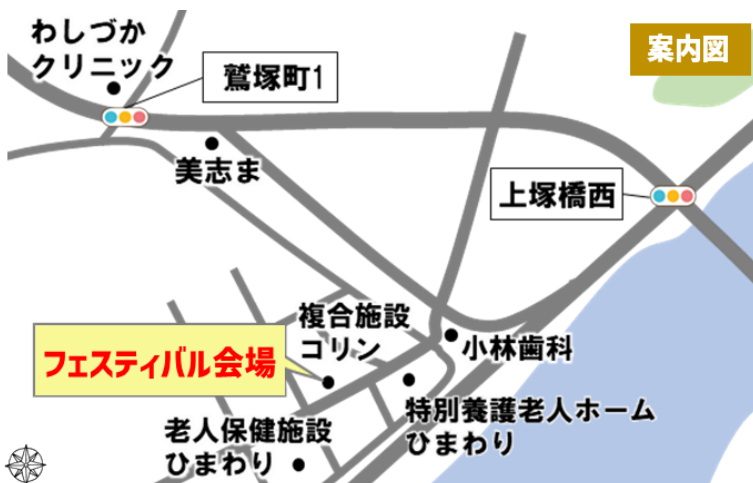 わしづか
クリニック
案内図
鷲塚町1
美志ま
上塚橋西
複合施設
コリン
フェスティバル会場
小林歯科
特別養護老人ホーム
ひまわり
老人保健施設
ひまわり